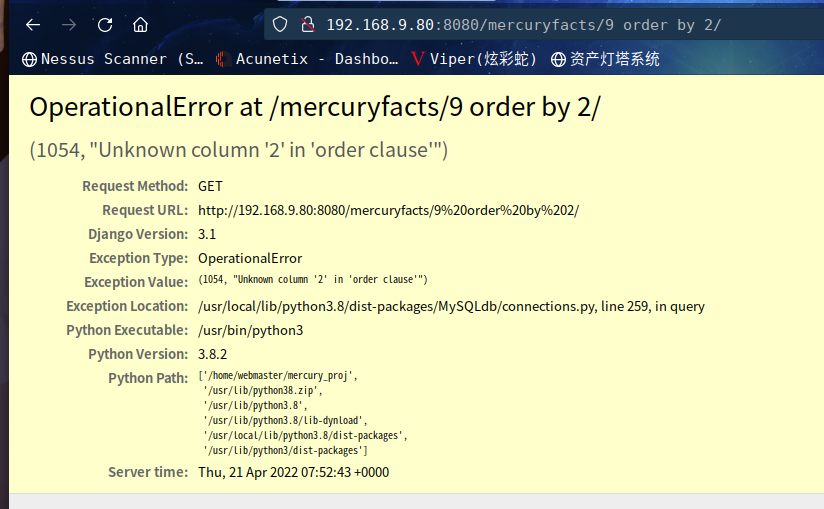 192.168.9.80:8080/mercuryfacts/9 order by 2/
Nessus Scanner (S… Acunetix - Dashbo… Viper(炫彩蛇) 资产灯塔系统
OperationalError at /mercuryfacts/9 order by 2/
(1054, "Unknown column '2' in 'order clause'")
Request Method: GET
Request URL: http://192.168.9.80:8080/mercuryfacts/9%20order%20by%202/
Django Version: 3.1
Exception Type: OperationalError
Exception Value: (1054, "Unknown column '2' in 'order clause'")
Exception Location: /usr/local/lib/python3.8/dist-packages/MySQLdb/connections.py, line 259, in query
Python Executable: /usr/bin/python3
Python Version: 3.8.2
Python Path: ['/home/webmaster/mercury_proj',
'/usr/lib/python38.zip',
'/usr/lib/python3.8',
'/usr/lib/python3.8/lib-dynload',
'/usr/local/lib/python3.8/dist-packages',
'/usr/lib/python3/dist-packages']
Server time: Thu, 21 Apr 2022 07:52:43 +0000